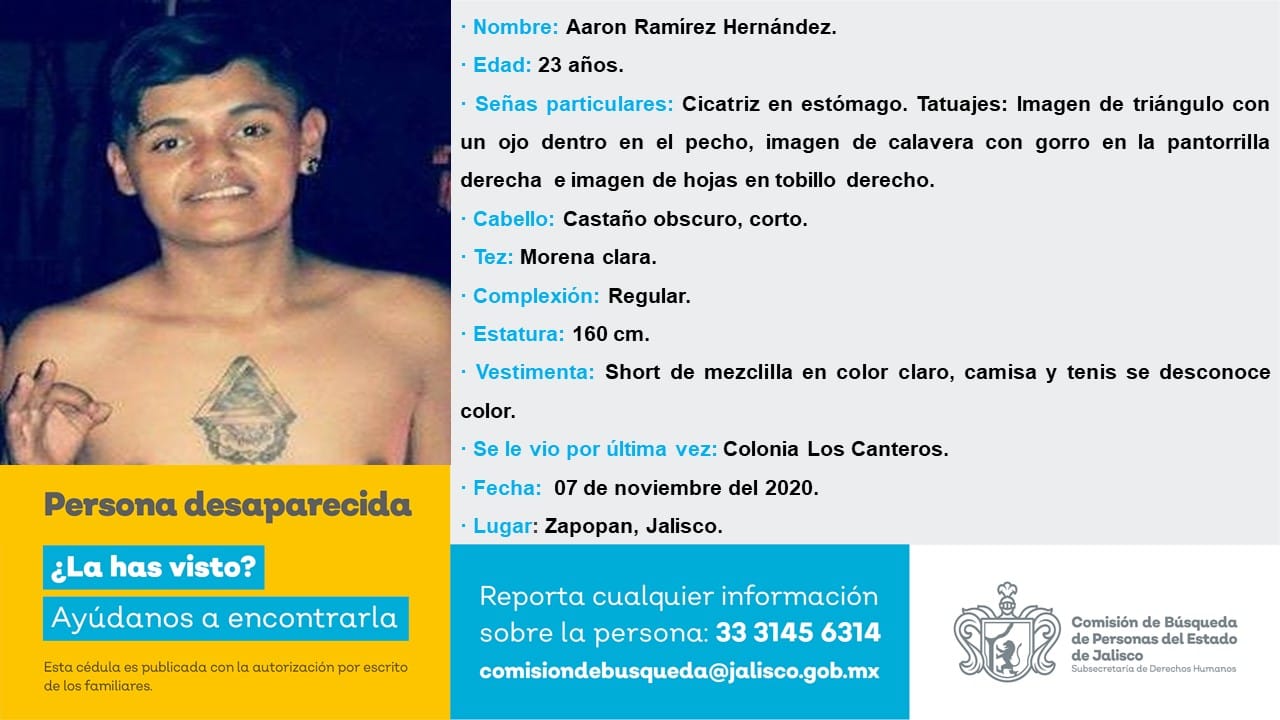 · Nombre: Aaron Ramírez Hernández.
· Edad: 23 años.
· Señas particulares: Cicatriz en estómago. Tatuajes: Imagen de triángulo con
un ojo dentro en el pecho, imagen de calavera con gorro en la pantorrilla
derecha e imagen de hojas en tobillo derecho.
· Cabello: Castaño obscuro, corto.
· Tez: Morena clara.
· Complexión: Regular.
· Estatura: 160 cm.
· Vestimenta: Short de mezclilla en color claro, camisa y tenis se desconoce
color.
· Se le vio por última vez: Colonia Los Canteros.
· Fecha: 07 de noviembre del 2020.
· Lugar: Zapopan, Jalisco.
Persona desaparecida
¿La has visto?
Ayúdanos a encontrarla
Esta cédula es publicada con la autorización por escrito
de los familiares.
Reporta cualquier información
sobre la persona: 33 3145 6314
comisiondebusqueda@jalisco.gob.mx
Comisión de Búsqueda
de Personas del Estado
de Jalisco
Subsecretaría de Derechos Humanos